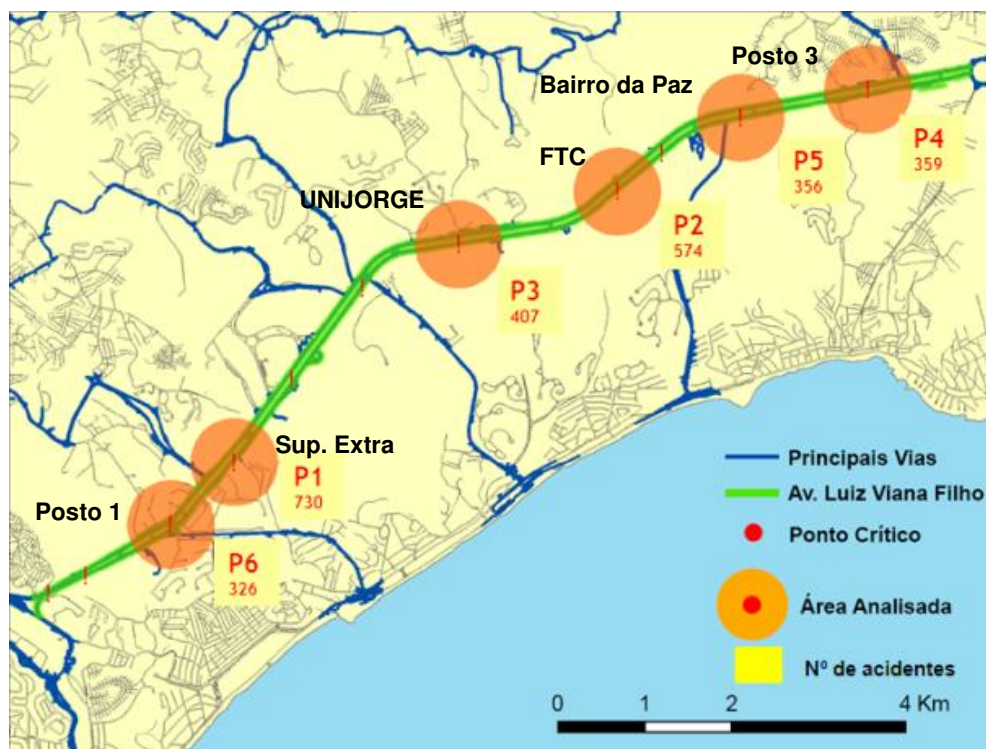 Posto 3
Bairro da Paz
P4
359
P5
356
FTC
P2
574
UNIJORGE
P3
407
Sup. Extra
P1
730
Posto 1
P6
326
Principais Vias
Av. Luiz Viana Filho
Ponto Crítico
Área Analisada
Nº de acidentes
0 1 2 4 Km